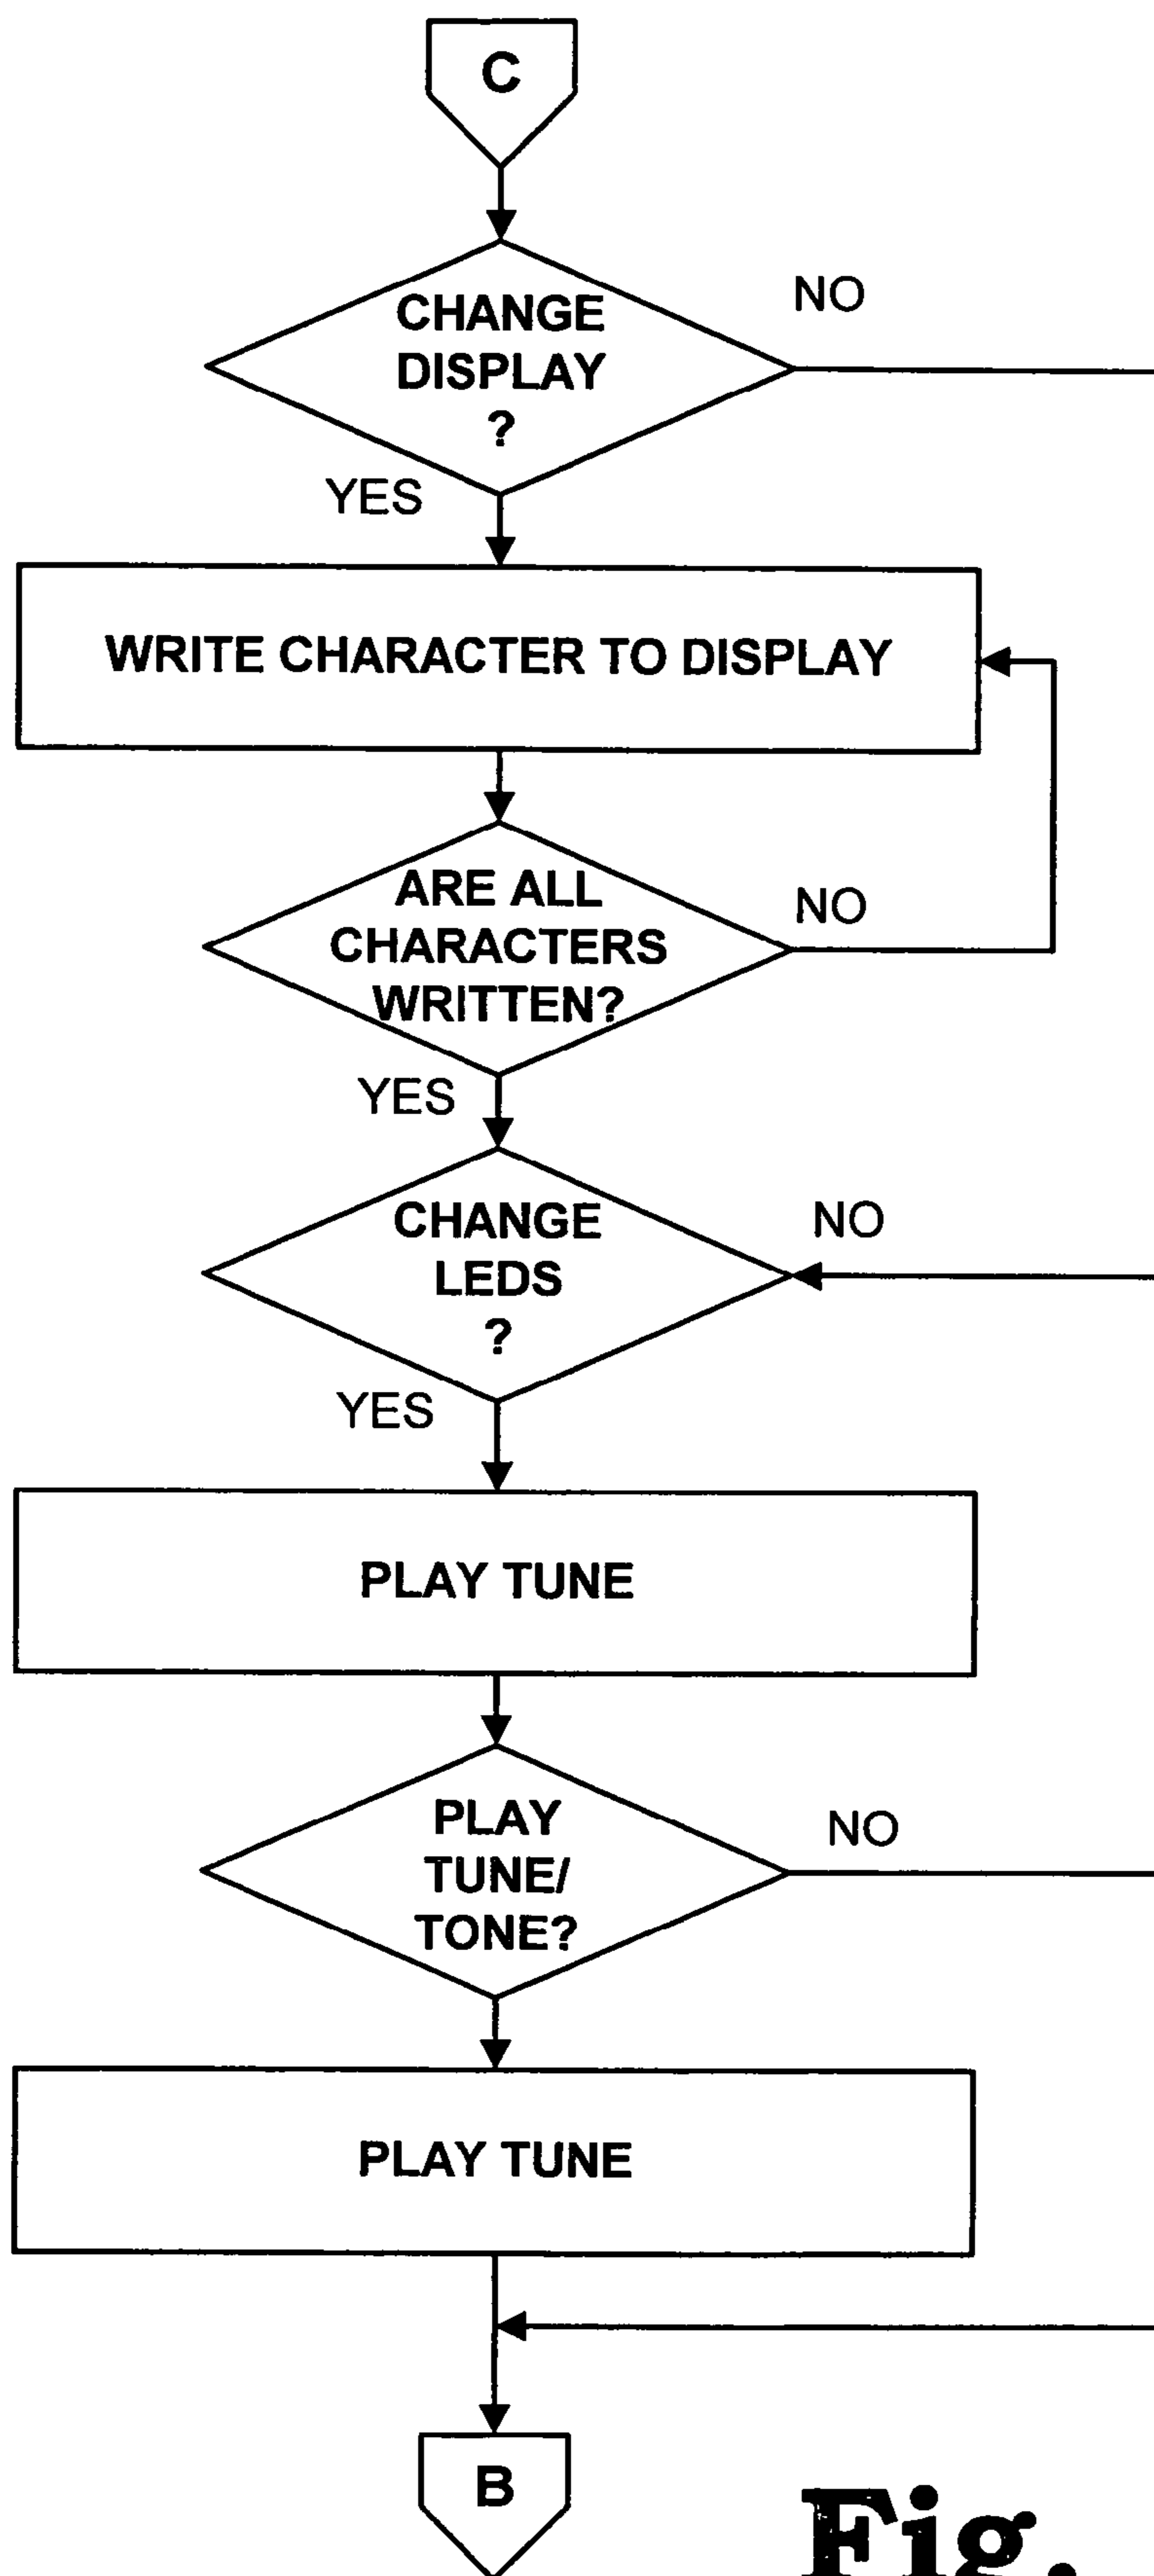 C
CHANGE
DISPLAY
?
NO
YES
WRITE CHARACTER TO DISPLAY
ARE ALL
CHARACTERS
WRITTEN?
NO
YES
CHANGE
LEDS
?
NO
YES
PLAY TUNE
PLAY
TUNE/
TONE?
NO
PLAY TUNE
B
Fig.